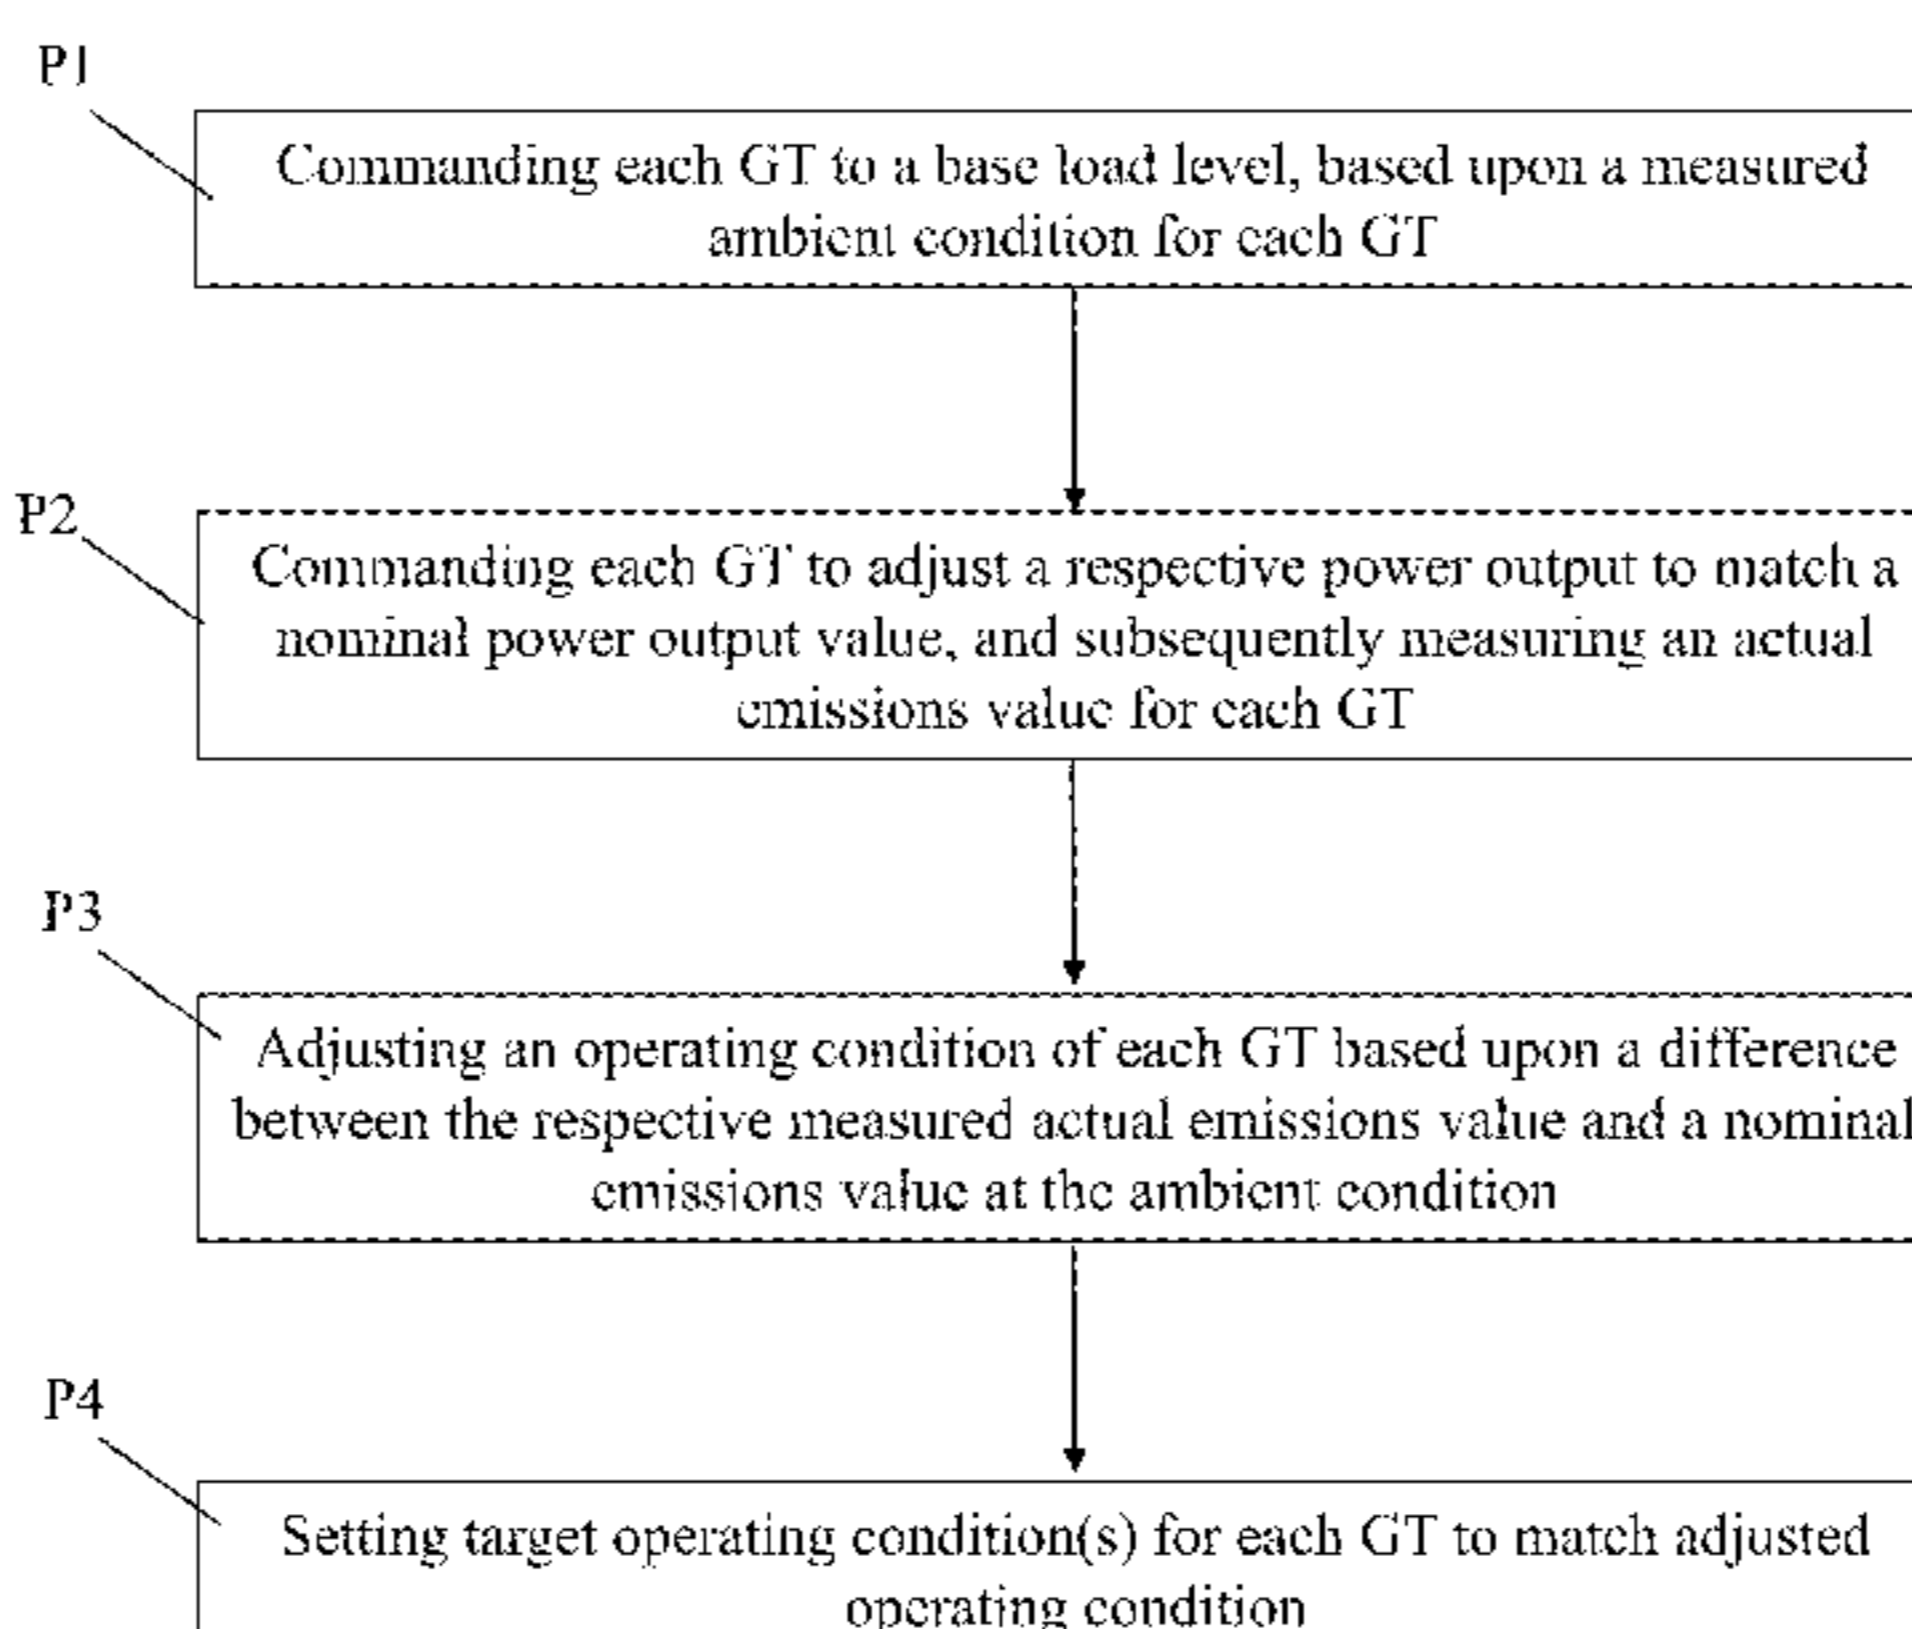 P1
Commanding each GT to a base load level, based upon a measured
ambient condition for each GT
P2
Commanding each GT to adjust a respective power output to match a
nominal power output value, and subsequently measuring an actual
emissions value for each GT
P3
Adjusting an operating condition of each GT based upon a difference
between the respective measured actual emissions value and a nominal
emissions value at the ambient condition
P4
Setting target operating condition(s) for each GT to match adjusted
operating condition